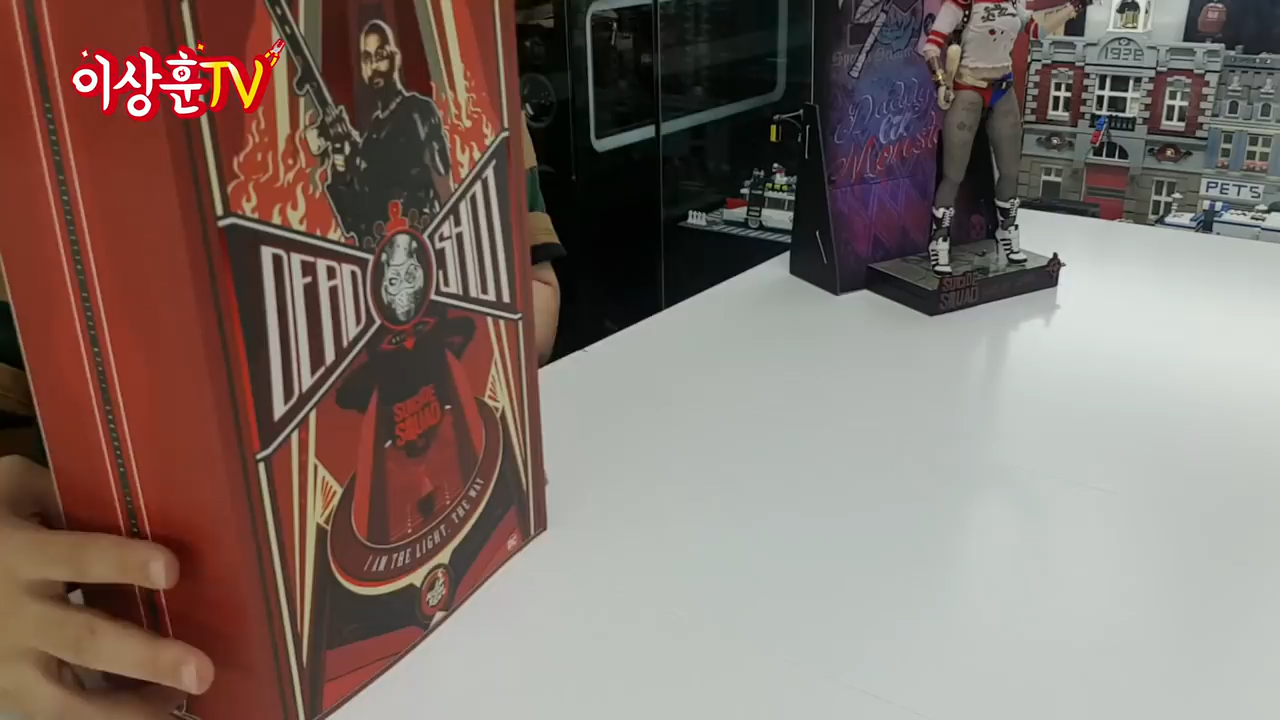 이상훈TV
DEAD SHOT
SUICIDE
SQUAD
I AM THE LIGHT. THE WAY
Daddy's
Lil
Monster
SUICIDE
SQUAD
1926
PETS